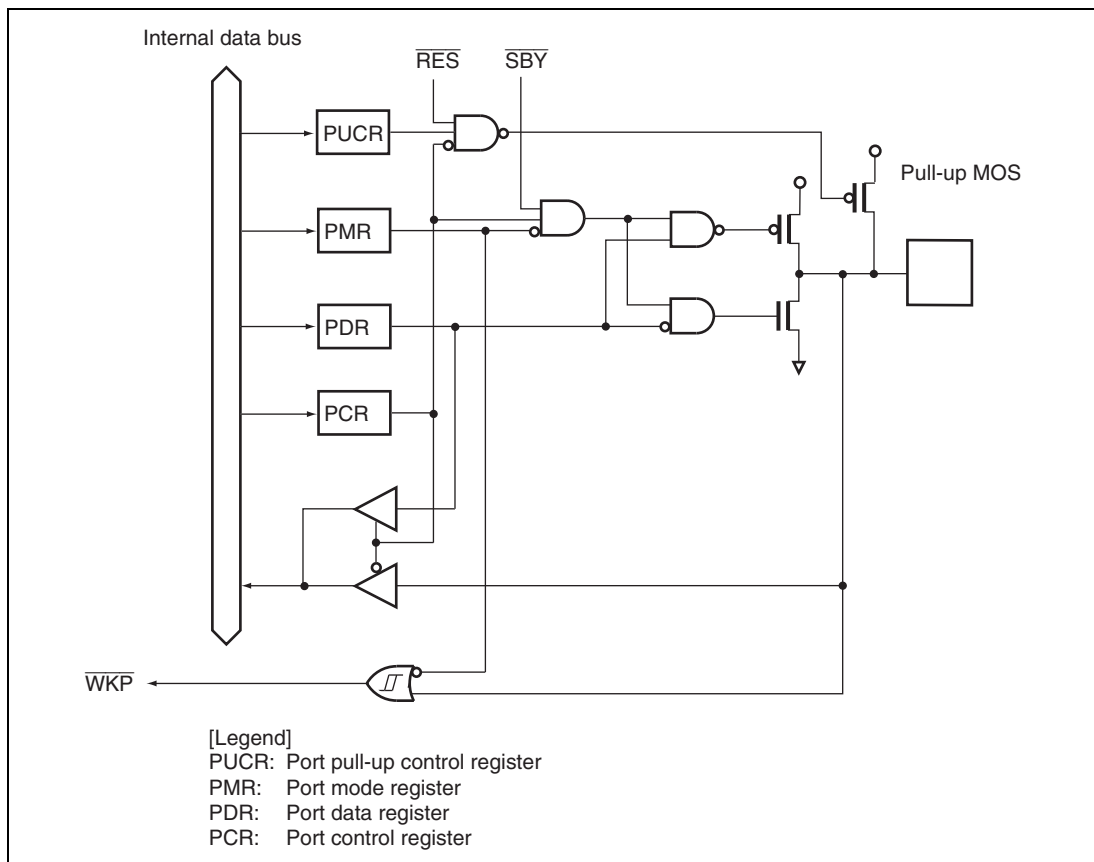 Internal data bus
RES
SBY
PUCR
Pull-up MOS
PMR
PDR
PCR
WKP
[Legend]
PUCR: Port pull-up control register
PMR: Port mode register
PDR: Port data register
PCR: Port control register